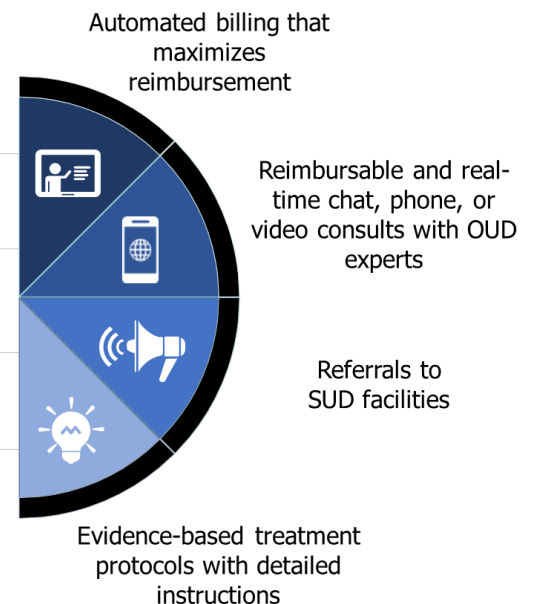 Automated billing that
maximizes
reimbursement
Reimbursable and real-
time chat, phone, or
video consults with OUD
experts
Referrals to
SUD facilities
Evidence-based treatment
protocols with detailed
instructions